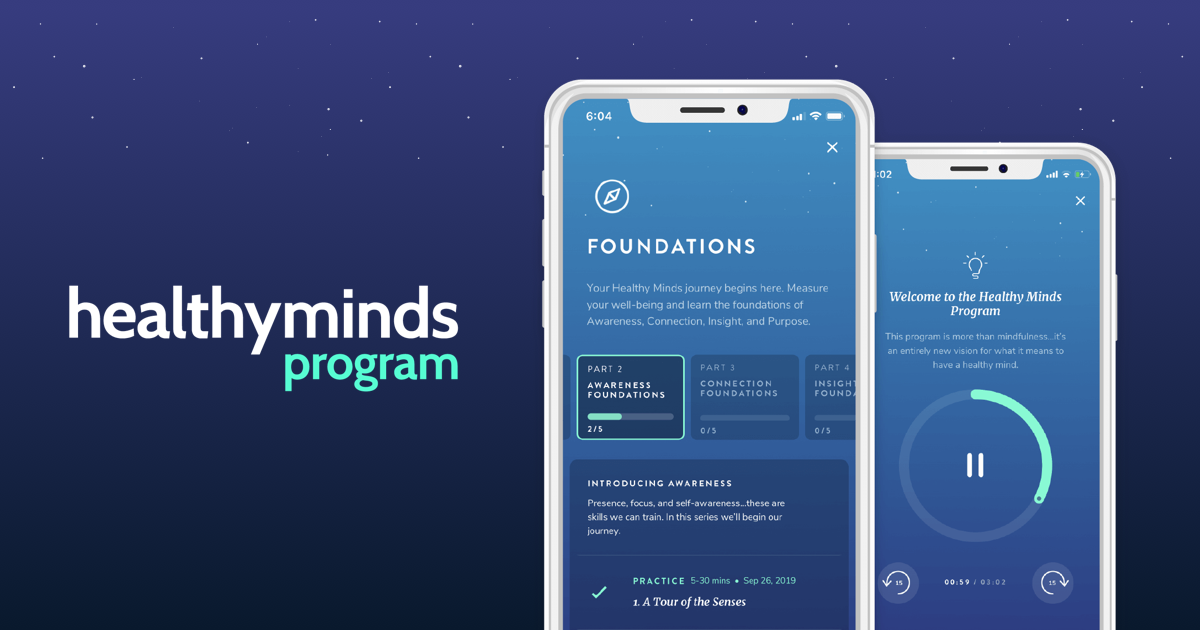 healthyminds
program
6:04
FOUNDATIONS
Your Healthy Minds journey begins here. Measure
your well-being and learn the foundations of
Awareness, Connection, Insight, and Purpose.
PART 2
AWARENESS
FOUNDATIONS
2/5
PART 3
CONNECTION
FOUNDATIONS
0/5
PART 4
INSIGHT
0/5
INTRODUCING AWARENESS
Presence, focus, and self-awareness...these are
skills we can train. In this series we'll begin our
journey.
PRACTICE 5-30 mins • Sep 26, 2019
1. A Tour of the Senses
:02
Welcome to the Healthy Minds
Program
This program is more than mindfulness...it's
an entirely new vision for what it means to
have a healthy mind.
15
00:59 / 03:02
15